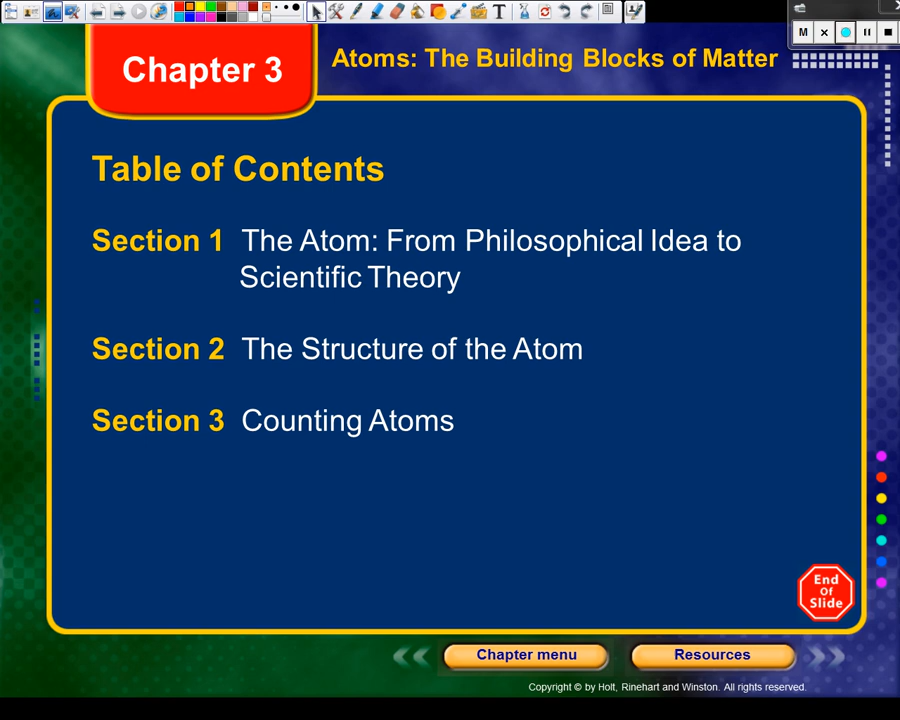 M
Chapter 3
Atoms: The Building Blocks of Matter
Table of Contents
Section 1 The Atom: From Philosophical Idea to
Scientific Theory
Section 2 The Structure of the Atom
Section 3 Counting Atoms
End
Of
Slide
Chapter menu
Resources
Copyright © by Holt, Rinehart and Winston. All rights reserved.